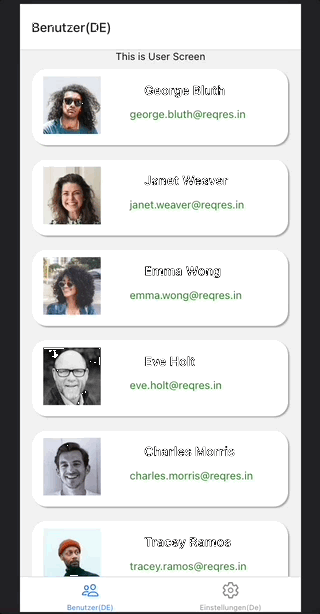 Benutzer(DE)
This is User Screen
George Bluth
george.bluth@reqres.in
Janet Weaver
janet.weaver@reqres.in
Emma Wong
emma.wong@reqres.in
Eve Holt
eve.holt@reqres.in
Charles Morris
charles.morris@reqres.in
Tracey Ramos
tracey.ramos@reqres.in
Benutzer(DE)
Einstellungen(De)